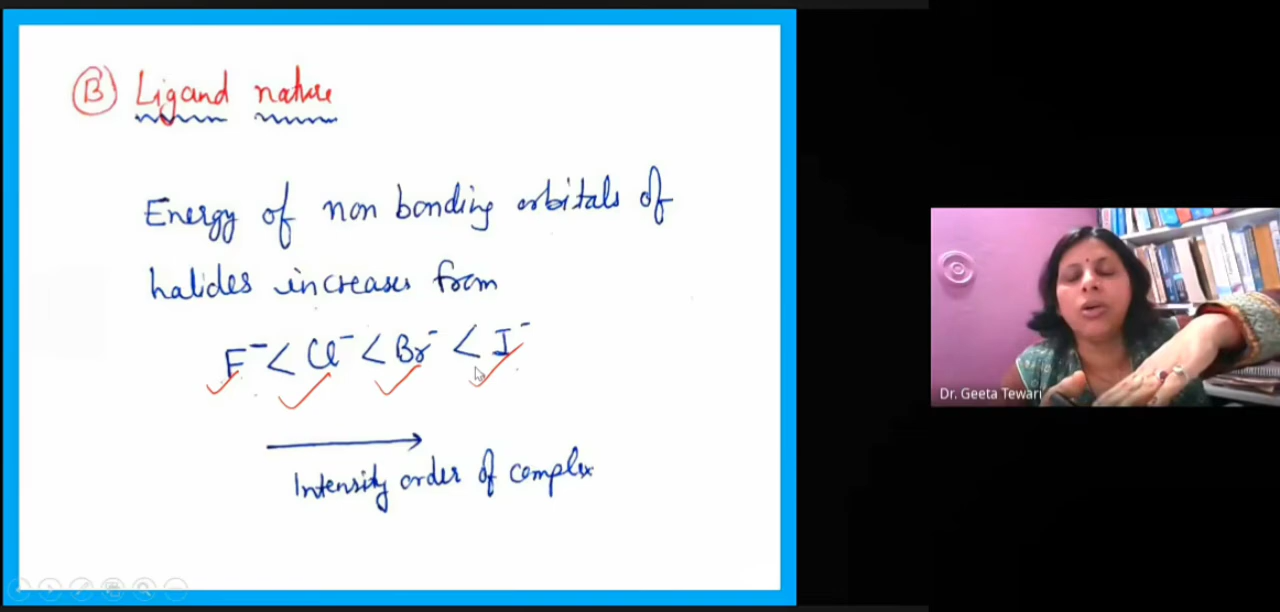 B Ligand nature
Energy of non bonding orbitals of
halides increases from
F⁻ < Cl⁻ < Br⁻ < I⁻
Intensity order of complex
Dr. Geeta Tewari